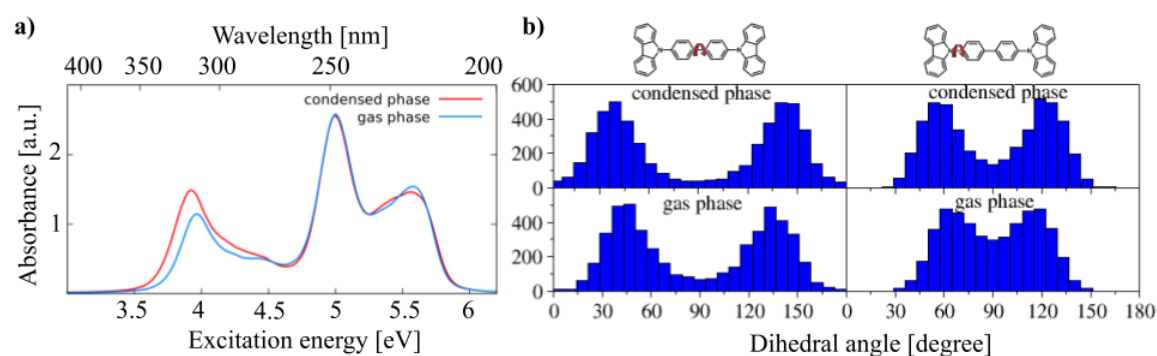 a)
Wavelength [nm]
400 350 300 250 200
condensed phase
gas phase
Absorbance [a.u.]
2
1
3.5 4 4.5 5 5.5 6
Excitation energy [eV]
b)
N N N N
condensed phase condensed phase
600
400
200
0
gas phase gas phase
400
200
0
0 30 60 90 120 150 0 30 60 90 120 150 180
Dihedral angle [degree]